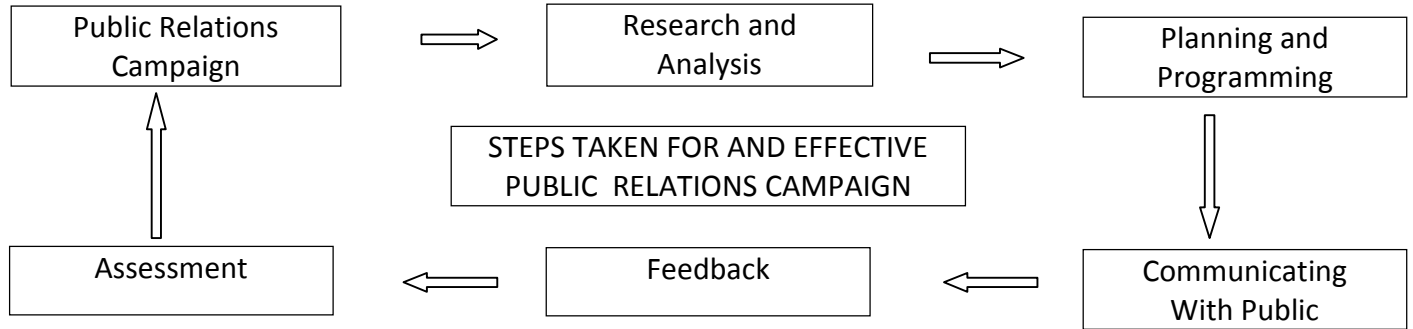 Public Relations
Campaign
Research and
Analysis
Planning and
Programming
STEPS TAKEN FOR AND EFFECTIVE
PUBLIC RELATIONS CAMPAIGN
Assessment
Feedback
Communicating
With Public